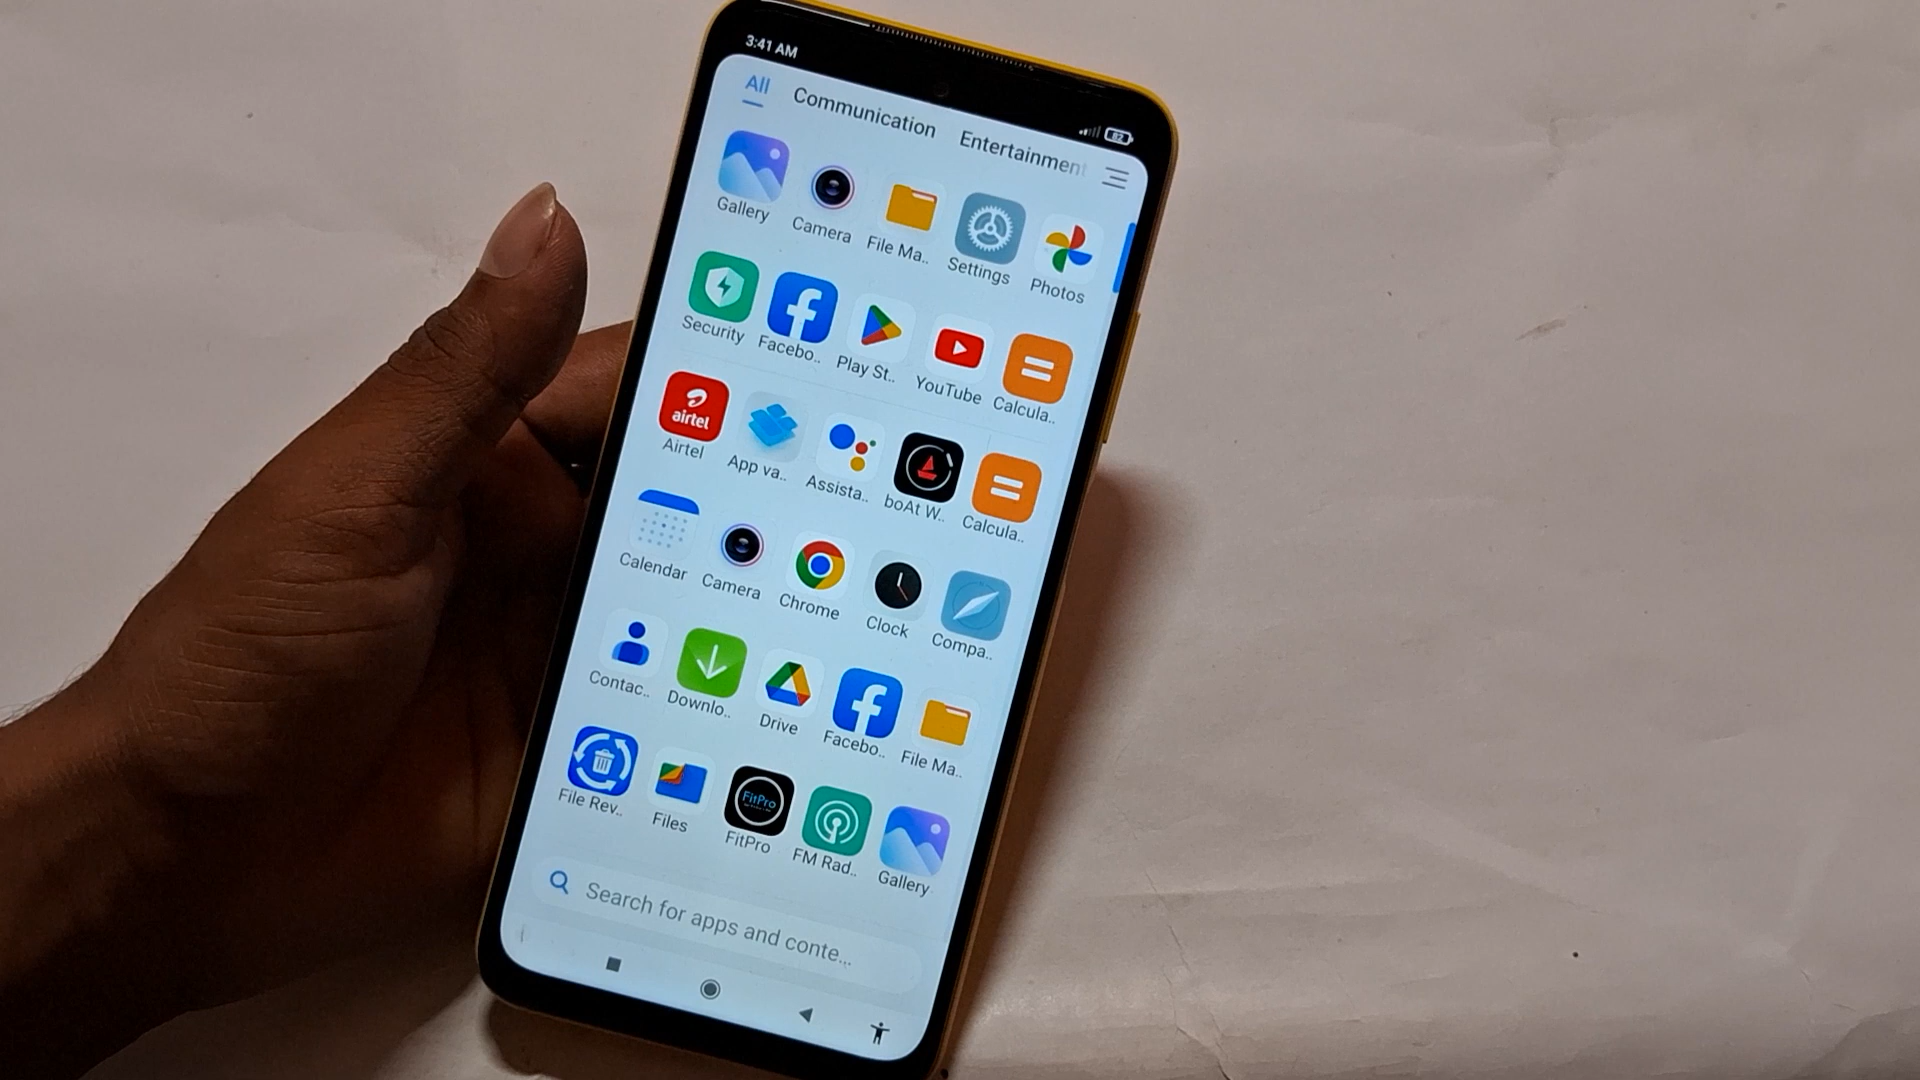 3:41 AM
82
All Communication Entertainment
Gallery Camera File Ma.. Settings Photos
Security Facebo.. Play St.. YouTube Calcula..
airtel
Airtel App va.. Assista.. boAt W.. Calcula..
Calendar Camera Chrome Clock Compa..
Contac.. Downlo.. Drive Facebo.. File Ma..
FitPro
File Rev.. Files FitPro FM Rad.. Gallery
Search for apps and conte...